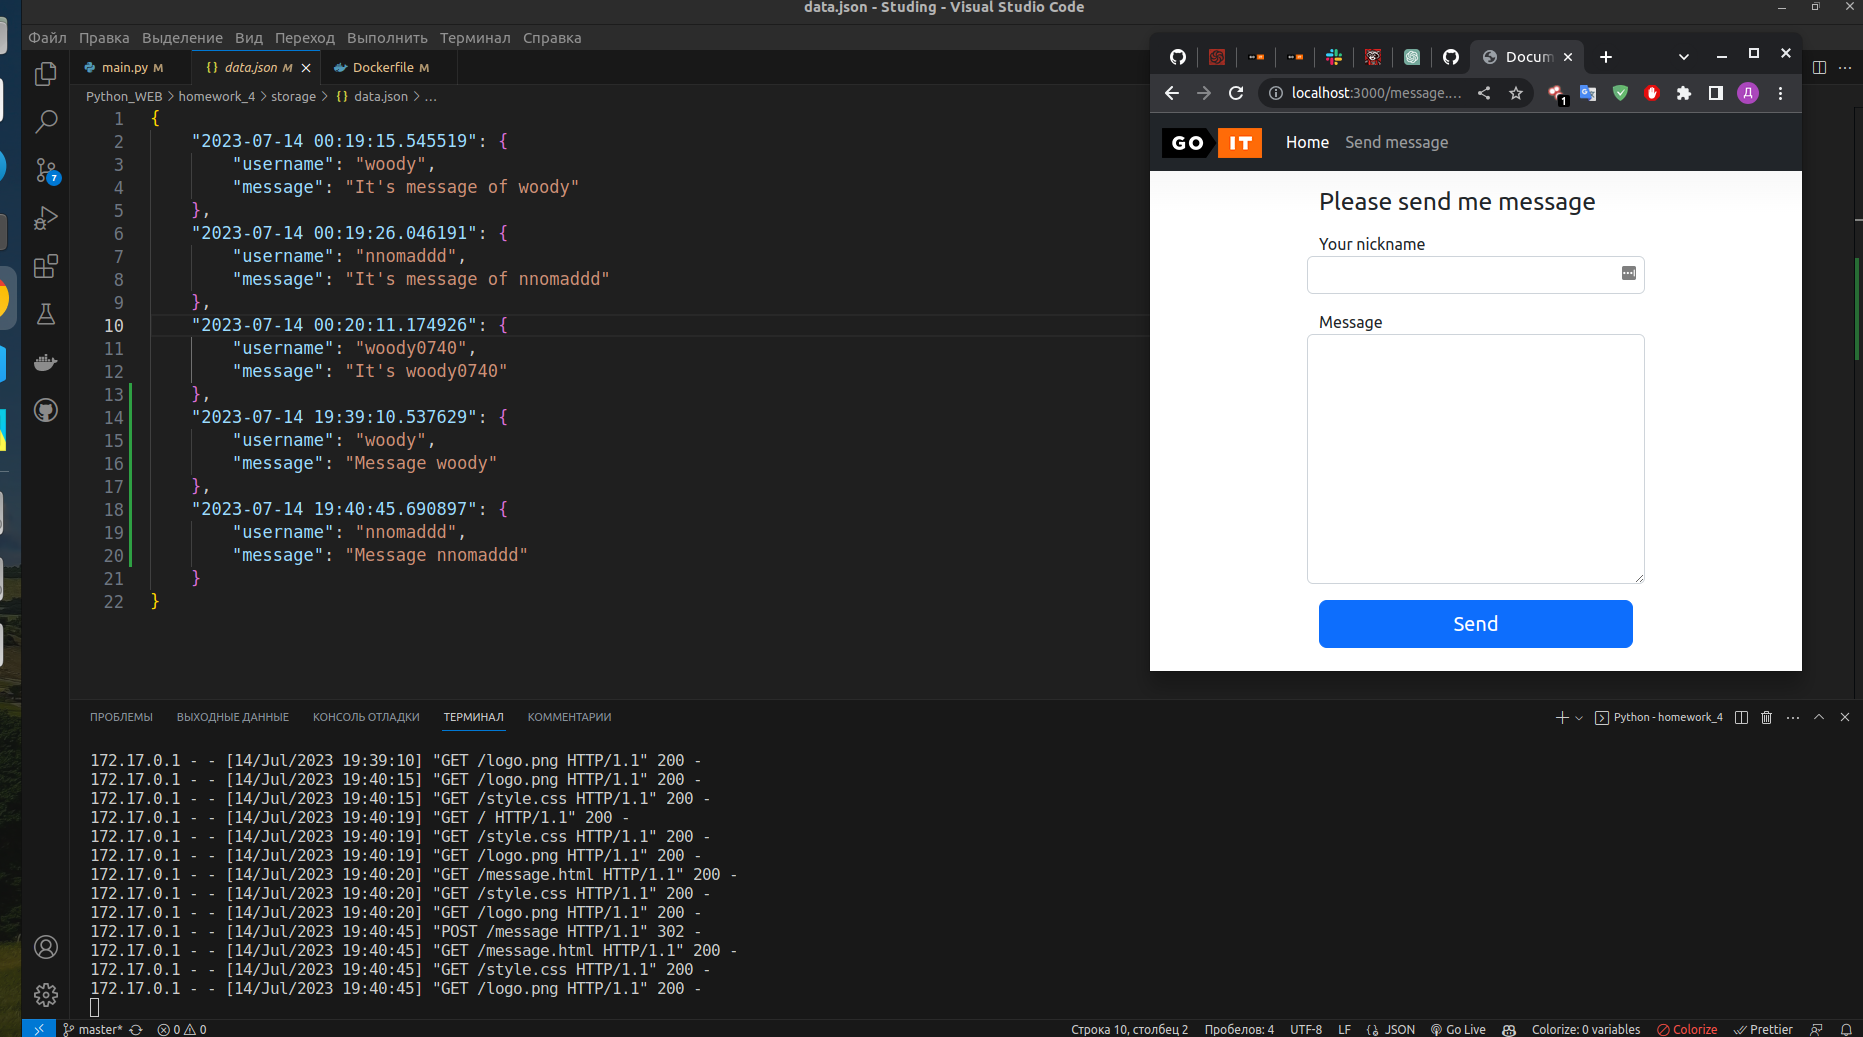 data.json - Studing - Visual Studio Code
Файл Правка Выделение Вид Переход Выполнить Терминал Справка
main.py M {} data.json M Dockerfile M
Python_WEB > homework_4 > storage > {} data.json > ...
1 {
2 "2023-07-14 00:19:15.545519": {
3 "username": "woody",
4 "message": "It's message of woody"
5 },
6 "2023-07-14 00:19:26.046191": {
7 "username": "nnomaddd",
8 "message": "It's message of nnomaddd"
9 },
10 "2023-07-14 00:20:11.174926": {
11 "username": "woody0740",
12 "message": "It's woody0740"
13 },
14 "2023-07-14 19:39:10.537629": {
15 "username": "woody",
16 "message": "Message woody"
17 },
18 "2023-07-14 19:40:45.690897": {
19 "username": "nnomaddd",
20 "message": "Message nnomaddd"
21 }
22 }
7
Docum
localhost:3000/message....
1
Д
GO IT Home Send message
Please send me message
Your nickname
Message
Send
ПРОБЛЕМЫ ВЫХОДНЫЕ ДАННЫЕ КОНСОЛЬ ОТЛАДКИ ТЕРМИНАЛ КОММЕНТАРИИ
Python - homework_4
172.17.0.1 - - [14/Jul/2023 19:39:10] "GET /logo.png HTTP/1.1" 200 -
172.17.0.1 - - [14/Jul/2023 19:40:15] "GET /logo.png HTTP/1.1" 200 -
172.17.0.1 - - [14/Jul/2023 19:40:15] "GET /style.css HTTP/1.1" 200 -
172.17.0.1 - - [14/Jul/2023 19:40:19] "GET / HTTP/1.1" 200 -
172.17.0.1 - - [14/Jul/2023 19:40:19] "GET /style.css HTTP/1.1" 200 -
172.17.0.1 - - [14/Jul/2023 19:40:19] "GET /logo.png HTTP/1.1" 200 -
172.17.0.1 - - [14/Jul/2023 19:40:20] "GET /message.html HTTP/1.1" 200 -
172.17.0.1 - - [14/Jul/2023 19:40:20] "GET /style.css HTTP/1.1" 200 -
172.17.0.1 - - [14/Jul/2023 19:40:20] "GET /logo.png HTTP/1.1" 200 -
172.17.0.1 - - [14/Jul/2023 19:40:45] "POST /message HTTP/1.1" 302 -
172.17.0.1 - - [14/Jul/2023 19:40:45] "GET /message.html HTTP/1.1" 200 -
172.17.0.1 - - [14/Jul/2023 19:40:45] "GET /style.css HTTP/1.1" 200 -
172.17.0.1 - - [14/Jul/2023 19:40:45] "GET /logo.png HTTP/1.1" 200 -
master* 0 0 Строка 10, столбец 2 Пробелов: 4 UTF-8 LF JSON Go Live Colorize: 0 variables Colorize Prettier